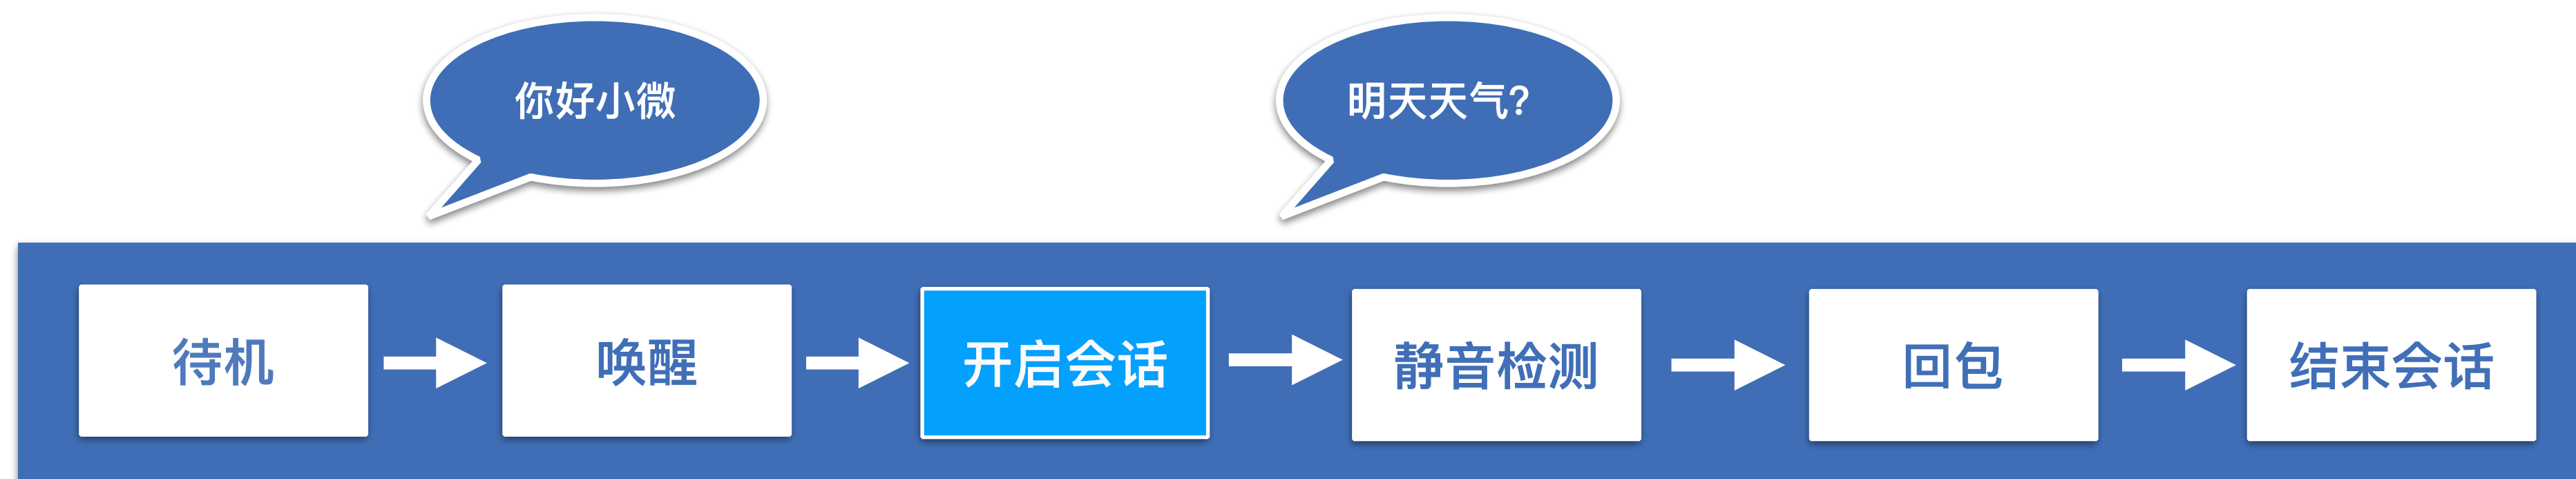 你好小微
明天天气?
待机
唤醒
开启会话
静音检测
回包
结束会话